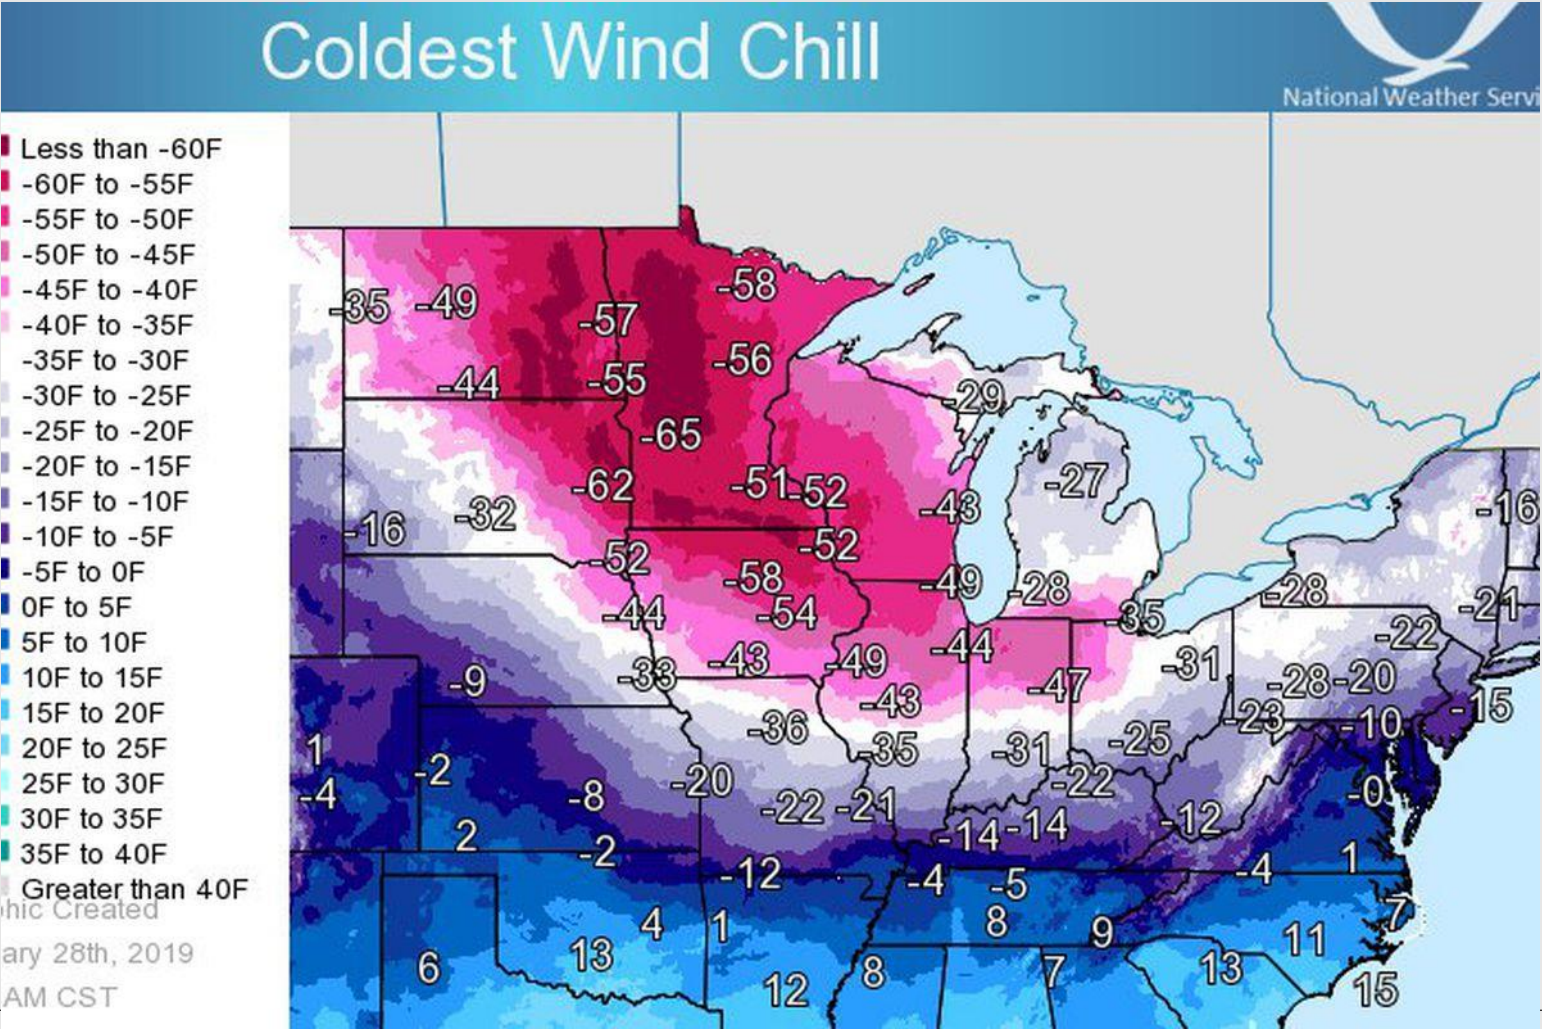 Coldest Wind Chill
National Weather Servi
Less than -60F
-60F to -55F
-55F to -50F
-50F to -45F
-45F to -40F
-40F to -35F
-35F to -30F
-30F to -25F
-25F to -20F
-20F to -15F
-15F to -10F
-10F to -5F
-5F to 0F
0F to 5F
5F to 10F
10F to 15F
15F to 20F
20F to 25F
25F to 30F
30F to 35F
35F to 40F
Greater than 40F
hic Created
ary 28th, 2019
AM CST
-58
-35 -49 -57
-56
-44 -55
-29
-65
-62 -51 -52 -43 -27 -16
-16 -32
-52 -52
-58 -49 -28 -28
-44 -54 -35 -21
-22
-33 -43 -49 -44 -31
-9 -47 -28 -20
-43 -15
-36 -23 -10
1 -35 -31 -25
-2 -20 -22
-4 -8 -22 -21 -0
2 -14 -14 -12
-2 1
-12 -4 -5 -4
4 1 8 9 7
13 11
6 8 7 13
12 15